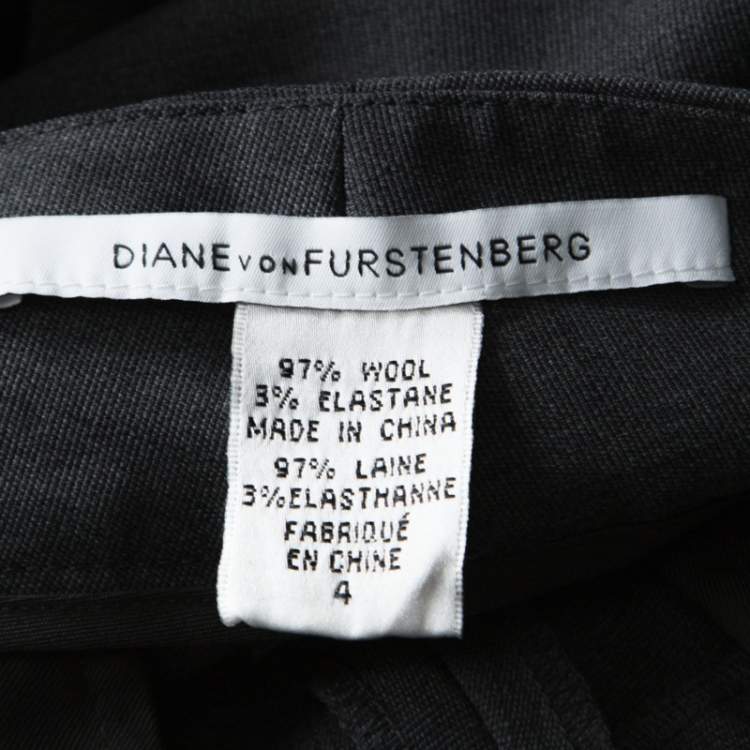 DIANE VON FURSTENBERG
97% WOOL
3% ELASTANE
MADE IN CHINA
97% LAINE
3% ELASTHANNE
FABRIQUÉ
EN CHINE
4